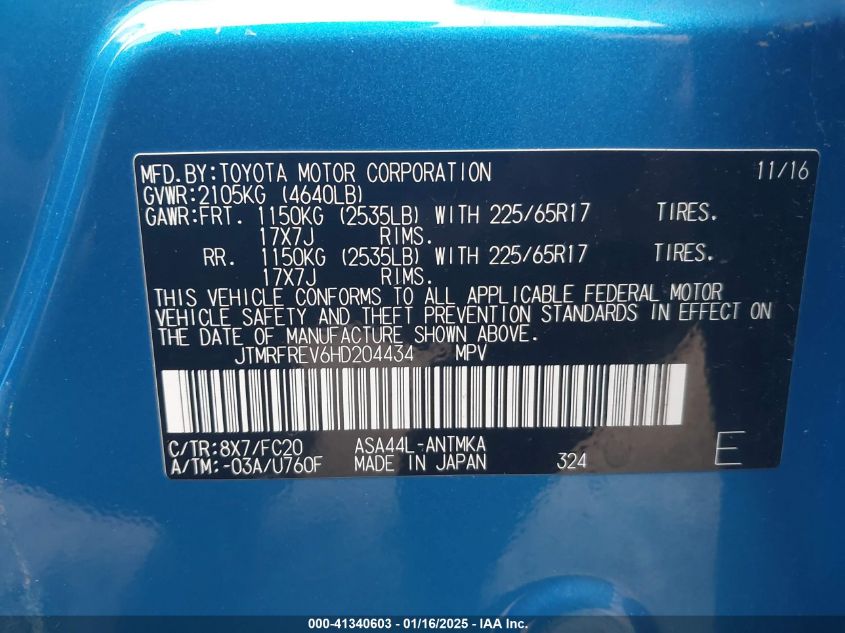 MFD.BY:TOYOTA MOTOR CORPORATION 11/16
GVWR:2105KG (4640LB)
GAWR:FRT. 1150KG (2535LB) WITH 225/65R17 TIRES.
17X7J RIMS.
RR. 1150KG (2535LB) WITH 225/65R17 TIRES.
17X7J RIMS.
THIS VEHICLE CONFORMS TO ALL APPLICABLE FEDERAL MOTOR
VEHICLE SAFETY AND THEFT PREVENTION STANDARDS IN EFFECT ON
THE DATE OF MANUFACTURE SHOWN ABOVE.
JTMRFREV6HD204434 MPV
C/TR:8X7/FC20 ASA44L-ANTMKA
A/TM:-03A/U760F MADE IN JAPAN 324 E
000-41340603 - 01/16/2025 - IAA Inc.